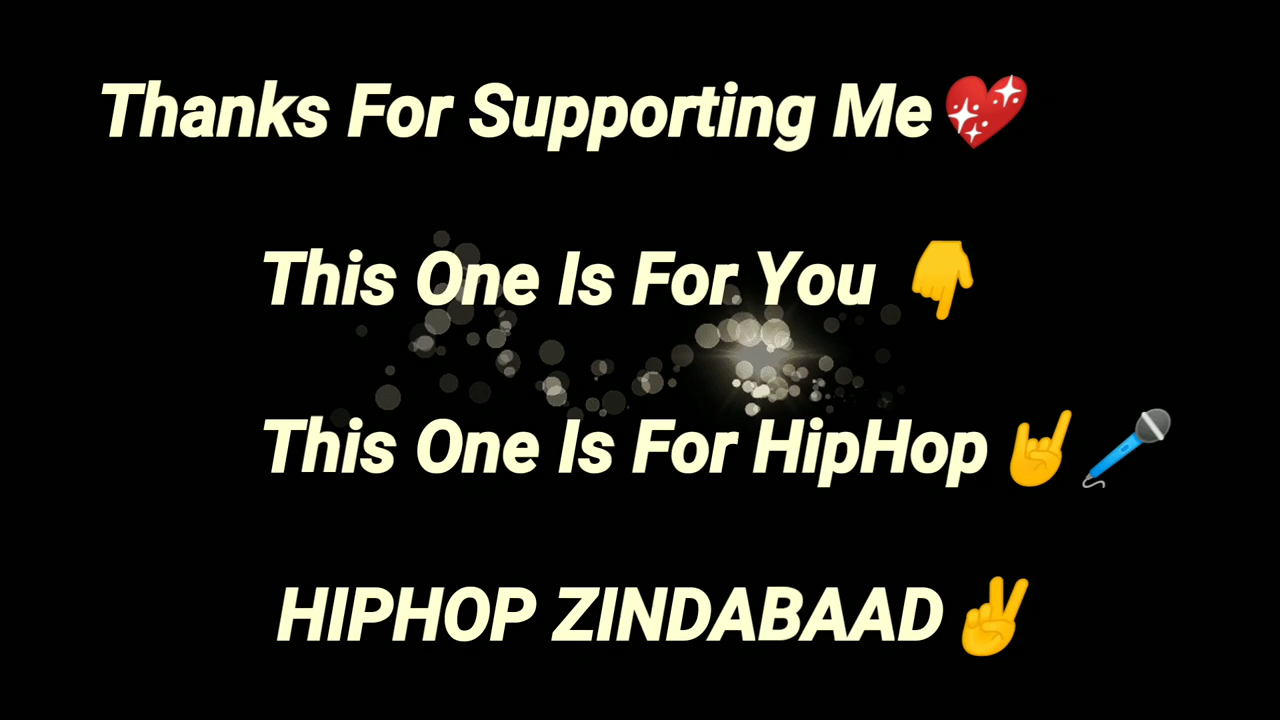 Thanks For Supporting Me 💖
This One Is For You 👇
This One Is For HipHop 🤘🎤
HIPHOP ZINDABAAD ✌️